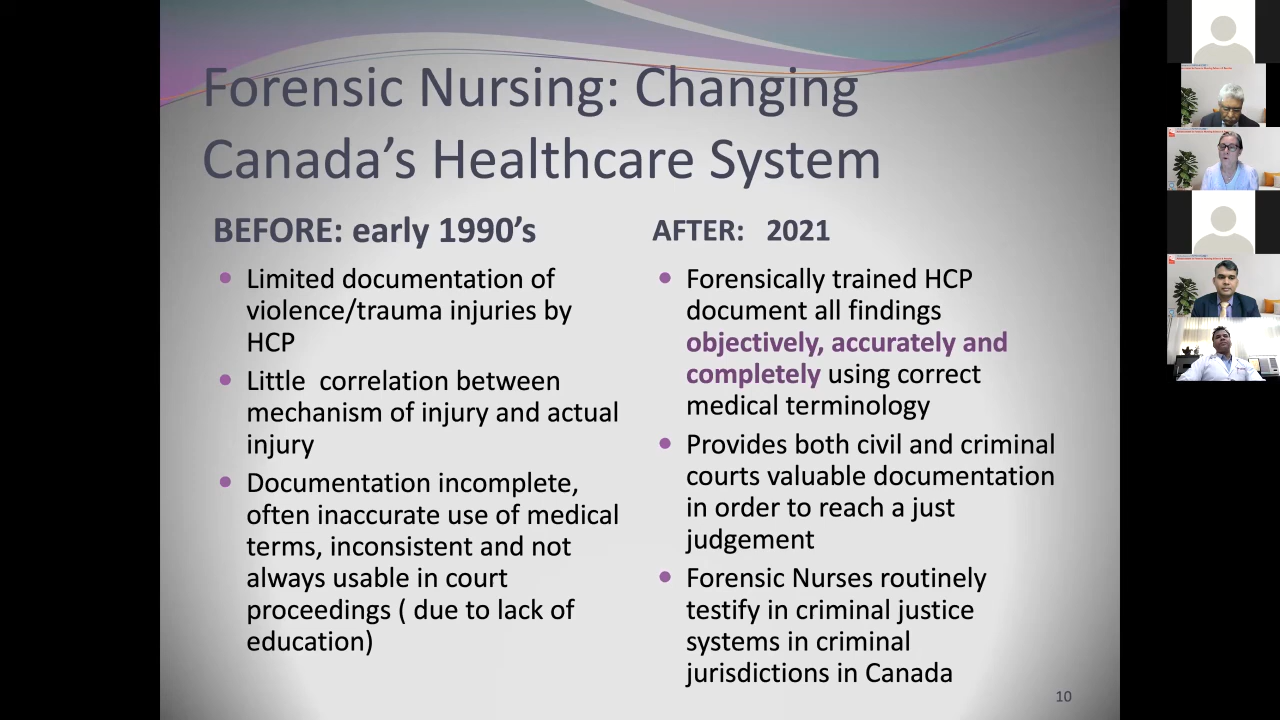 Forensic Nursing: Changing
Canada’s Healthcare System
BEFORE: early 1990’s
Limited documentation of
violence/trauma injuries by
HCP
Little  correlation between
mechanism of injury and actual
injury
Documentation incomplete,
often inaccurate use of medical
terms, inconsistent and not
always usable in court
proceedings ( due to lack of
education)
AFTER:   2021
Forensically trained HCP
document all findings
objectively, accurately and
completely using correct
medical terminology
Provides both civil and criminal
courts valuable documentation
in order to reach a just
judgement
Forensic Nurses routinely
testify in criminal justice
systems in criminal
jurisdictions in Canada
10